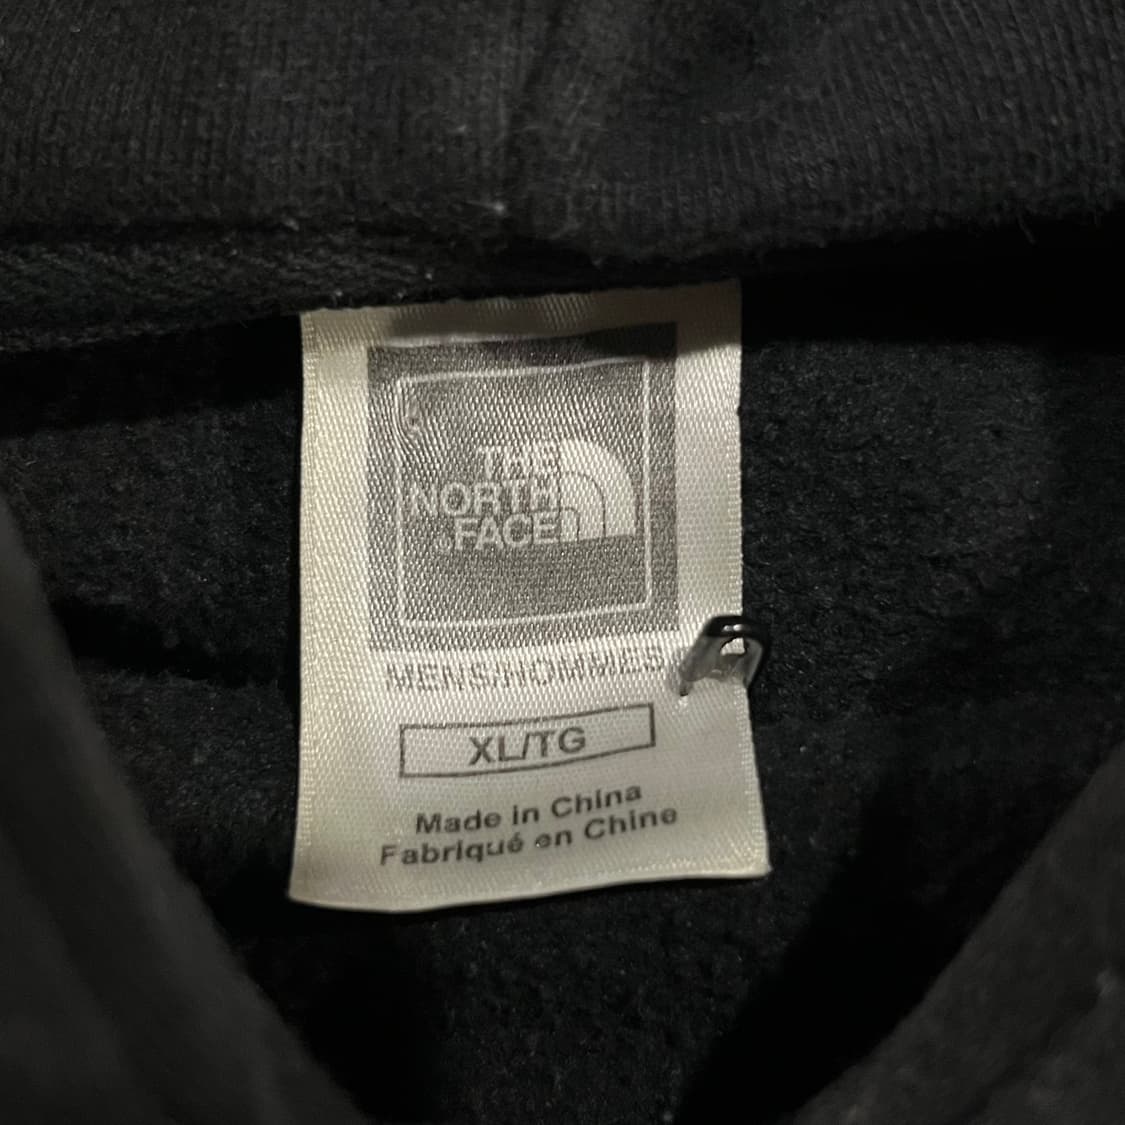 THE
NORTH
FACE
MENS/HOMMES
XL/TG
Made in China
Fabriqué en Chine